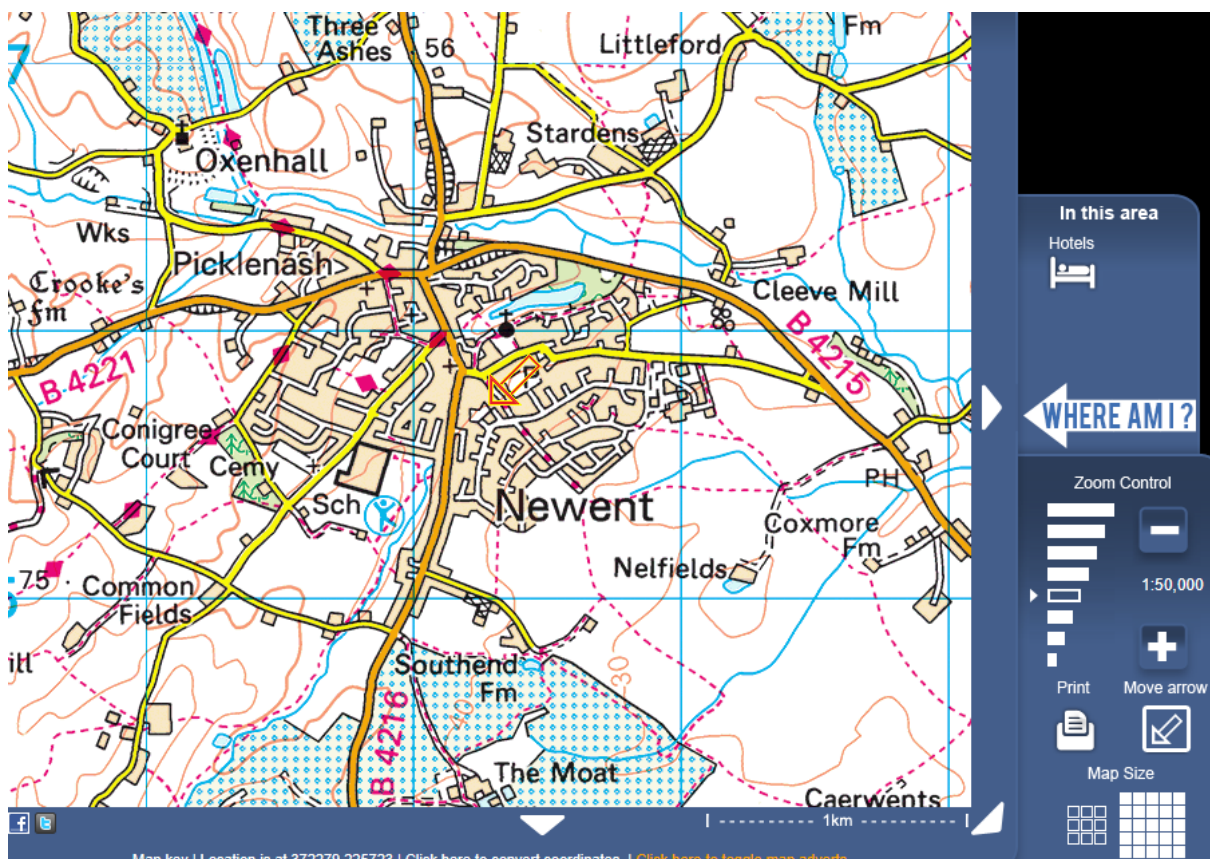 Three
Ashes
56
Littleford
Fm
7
Stardens
Oxenhall
Wks
Picklenash
Crooke's
fm
Cleeve Mill
B 4221
B 4215
Conigree
Court
Cemy
Sch
Newent
PH
Coxmore
Fm
Nelfields
75
Common
Fields
ill
Southend
Fm
30
40
B 4216
The Moat
Caerwents
In this area
Hotels
WHERE AM I?
Zoom Control
1:50,000
Print
Move arrow
Map Size
1km
Map key | Location is at 372279 225723 | Click here to convert coordinates. | Click here to toggle map adverts